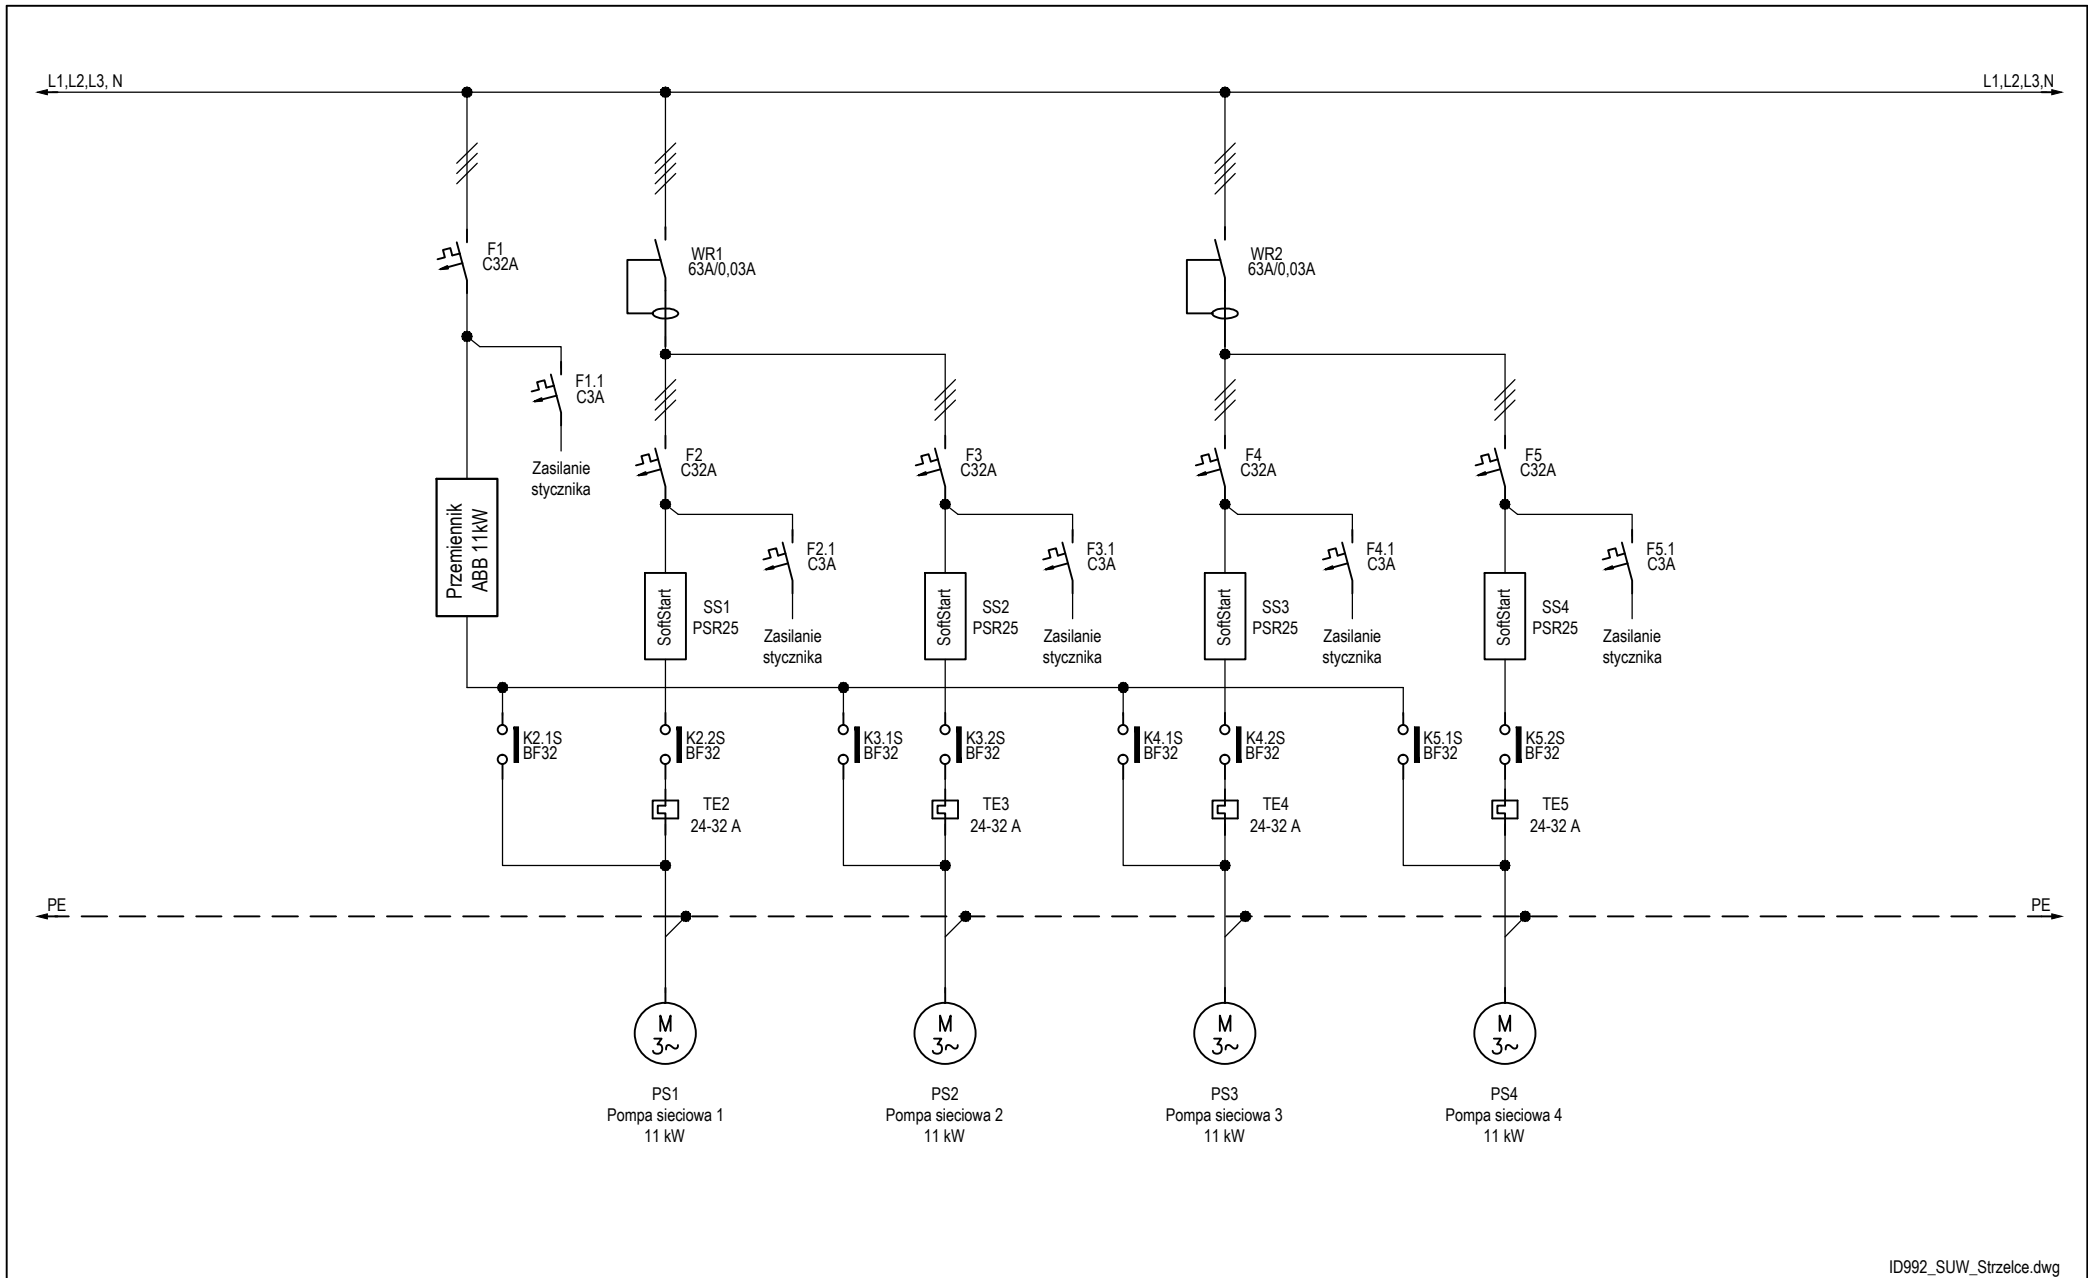 L1,L2,L3, N
L1,L2,L3,N
F1
C32A
WR1
63A/0,03A
WR2
63A/0,03A
F1.1
C3A
Zasilanie
stycznika
F2
C32A
F3
C32A
F4
C32A
F5
C32A
Przemiennik
ABB 11kW
F2.1
C3A
F3.1
C3A
F4.1
C3A
F5.1
C3A
SoftStart
SS1
PSR25
Zasilanie
stycznika
SoftStart
SS2
PSR25
Zasilanie
stycznika
SoftStart
SS3
PSR25
Zasilanie
stycznika
SoftStart
SS4
PSR25
Zasilanie
stycznika
K2.1S
BF32
K2.2S
BF32
K3.1S
BF32
K3.2S
BF32
K4.1S
BF32
K4.2S
BF32
K5.1S
BF32
K5.2S
BF32
TE2
24-32 A
TE3
24-32 A
TE4
24-32 A
TE5
24-32 A
PE
PE
M
3~
M
3~
M
3~
M
3~
PS1
Pompa sieciowa 1
11 kW
PS2
Pompa sieciowa 2
11 kW
PS3
Pompa sieciowa 3
11 kW
PS4
Pompa sieciowa 4
11 kW
ID992_SUW_Strzelce.dwg